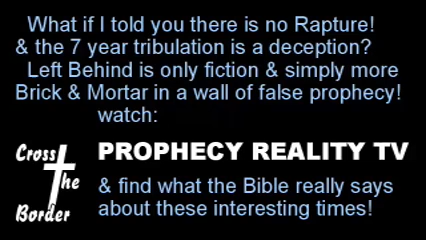 What if I told you there is no Rapture!
& the 7 year tribulation is a deception?
Left Behind is only fiction & simply more
Brick & Mortar in a wall of false prophecy!
watch:
Cross
the
Border
PROPHECY REALITY TV
& find what the Bible really says
about these interesting times!